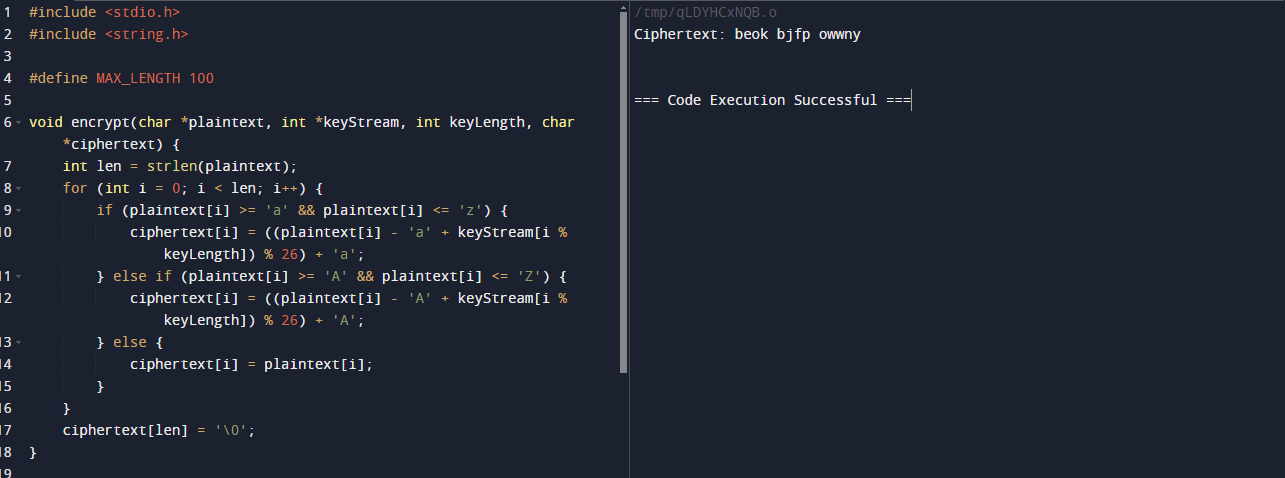 1 #include <stdio.h>
2 #include <string.h>
3
4 #define MAX_LENGTH 100
5
6 void encrypt(char *plaintext, int *keyStream, int keyLength, char
*ciphertext) {
7 int len = strlen(plaintext);
8 for (int i = 0; i < len; i++) {
9 if (plaintext[i] >= 'a' && plaintext[i] <= 'z') {
10 ciphertext[i] = ((plaintext[i] - 'a' + keyStream[i %
keyLength]) % 26) + 'a';
11 } else if (plaintext[i] >= 'A' && plaintext[i] <= 'Z') {
12 ciphertext[i] = ((plaintext[i] - 'A' + keyStream[i %
keyLength]) % 26) + 'A';
13 } else {
14 ciphertext[i] = plaintext[i];
15 }
16 }
17 ciphertext[len] = '\0';
18 }
19
/tmp/qLDYHCxNQB.o
Ciphertext: beok bjfp owwny
=== Code Execution Successful ===